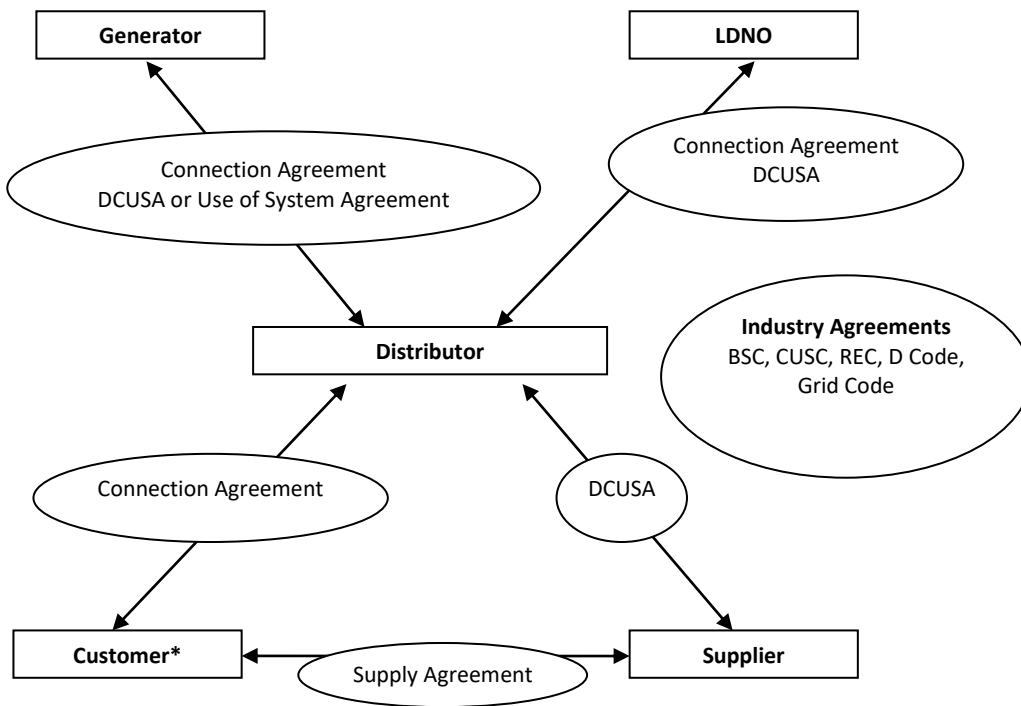 Generator
LDNO
Connection Agreement
DCUSA or Use of System Agreement
Connection Agreement
DCUSA
Industry Agreements
BSC, CUSC, REC, D Code,
Grid Code
Distributor
Connection Agreement
DCUSA
Customer*
Supplier
Supply Agreement